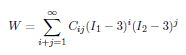 $$W = \sum_{i+j=1}^{\infty} C_{ij}(I_1 - 3)^i(I_2 - 3)^j$$